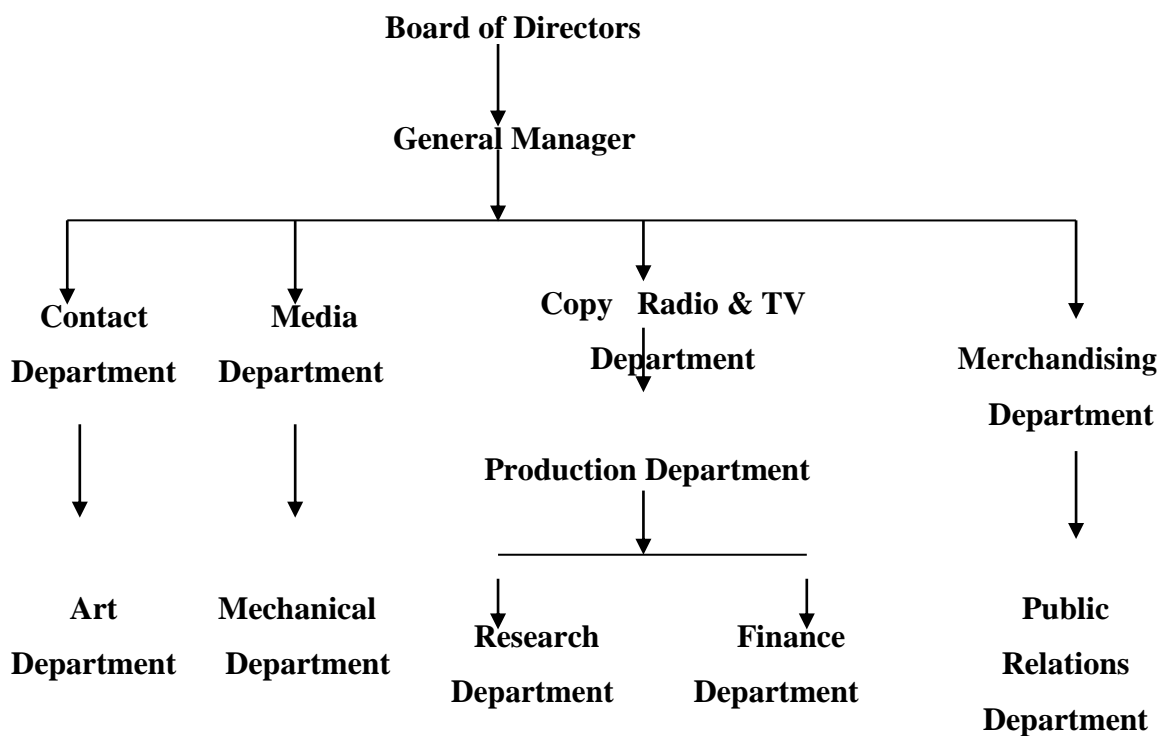 Board of Directors
General Manager
Contact
Department
Media
Department
Copy Radio & TV
Department
Merchandising
Department
Production Department
Art
Department
Mechanical
Department
Research
Department
Finance
Department
Public
Relations
Department